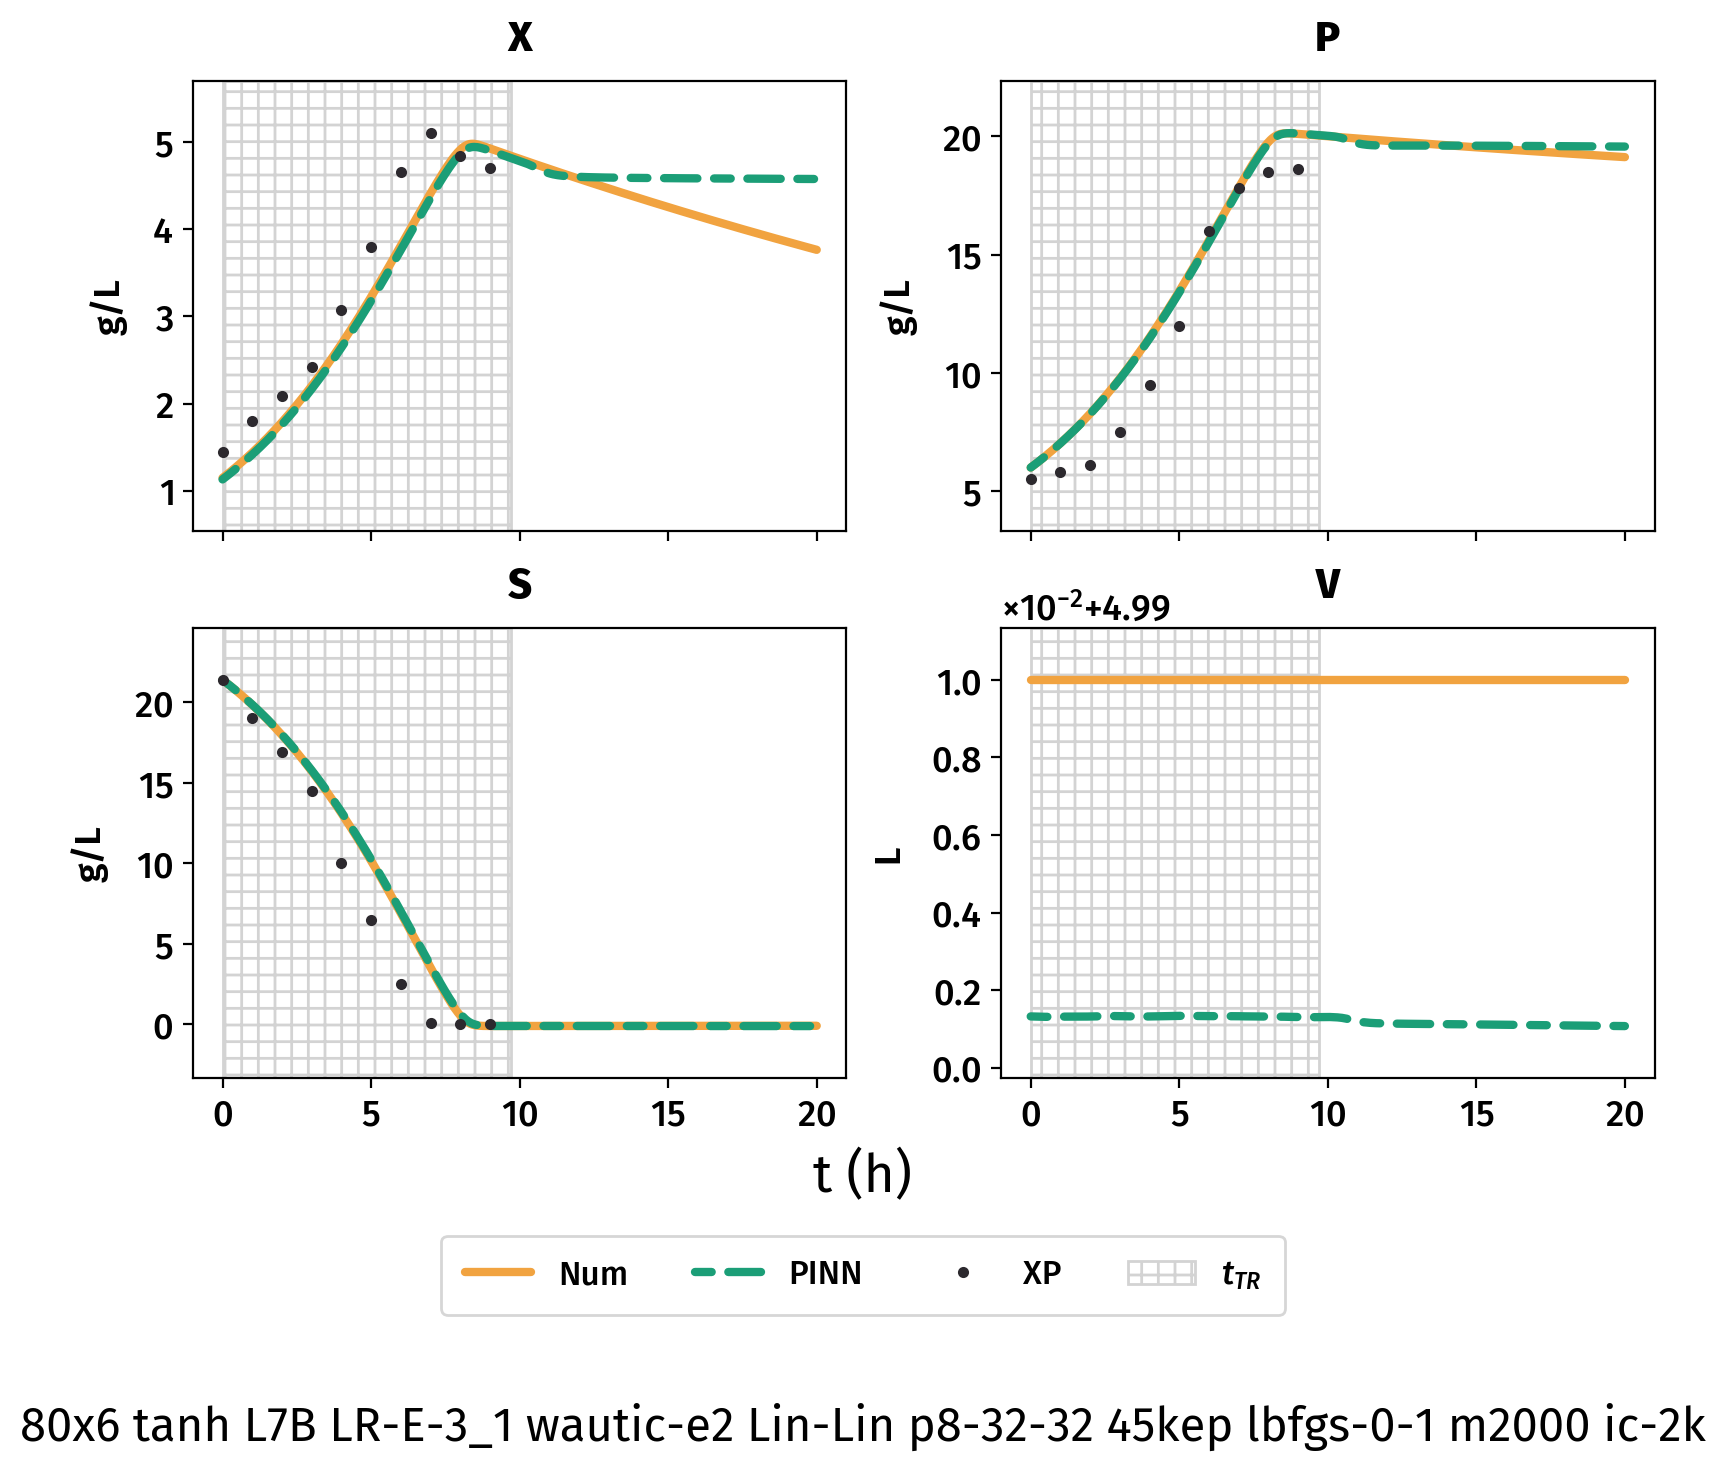 X
P
5
4
3
2
1
g/L
20
15
10
5
g/L
S
V
×10⁻²+4.99
20
15
10
5
0
g/L
1.0
0.8
0.6
0.4
0.2
0.0
L
0 5 10 15 20
0 5 10 15 20
t (h)
Num PINN XP t_TR
80x6 tanh L7B LR-E-3_1 wautic-e2 Lin-Lin p8-32-32 45kep lbfgs-0-1 m2000 ic-2k